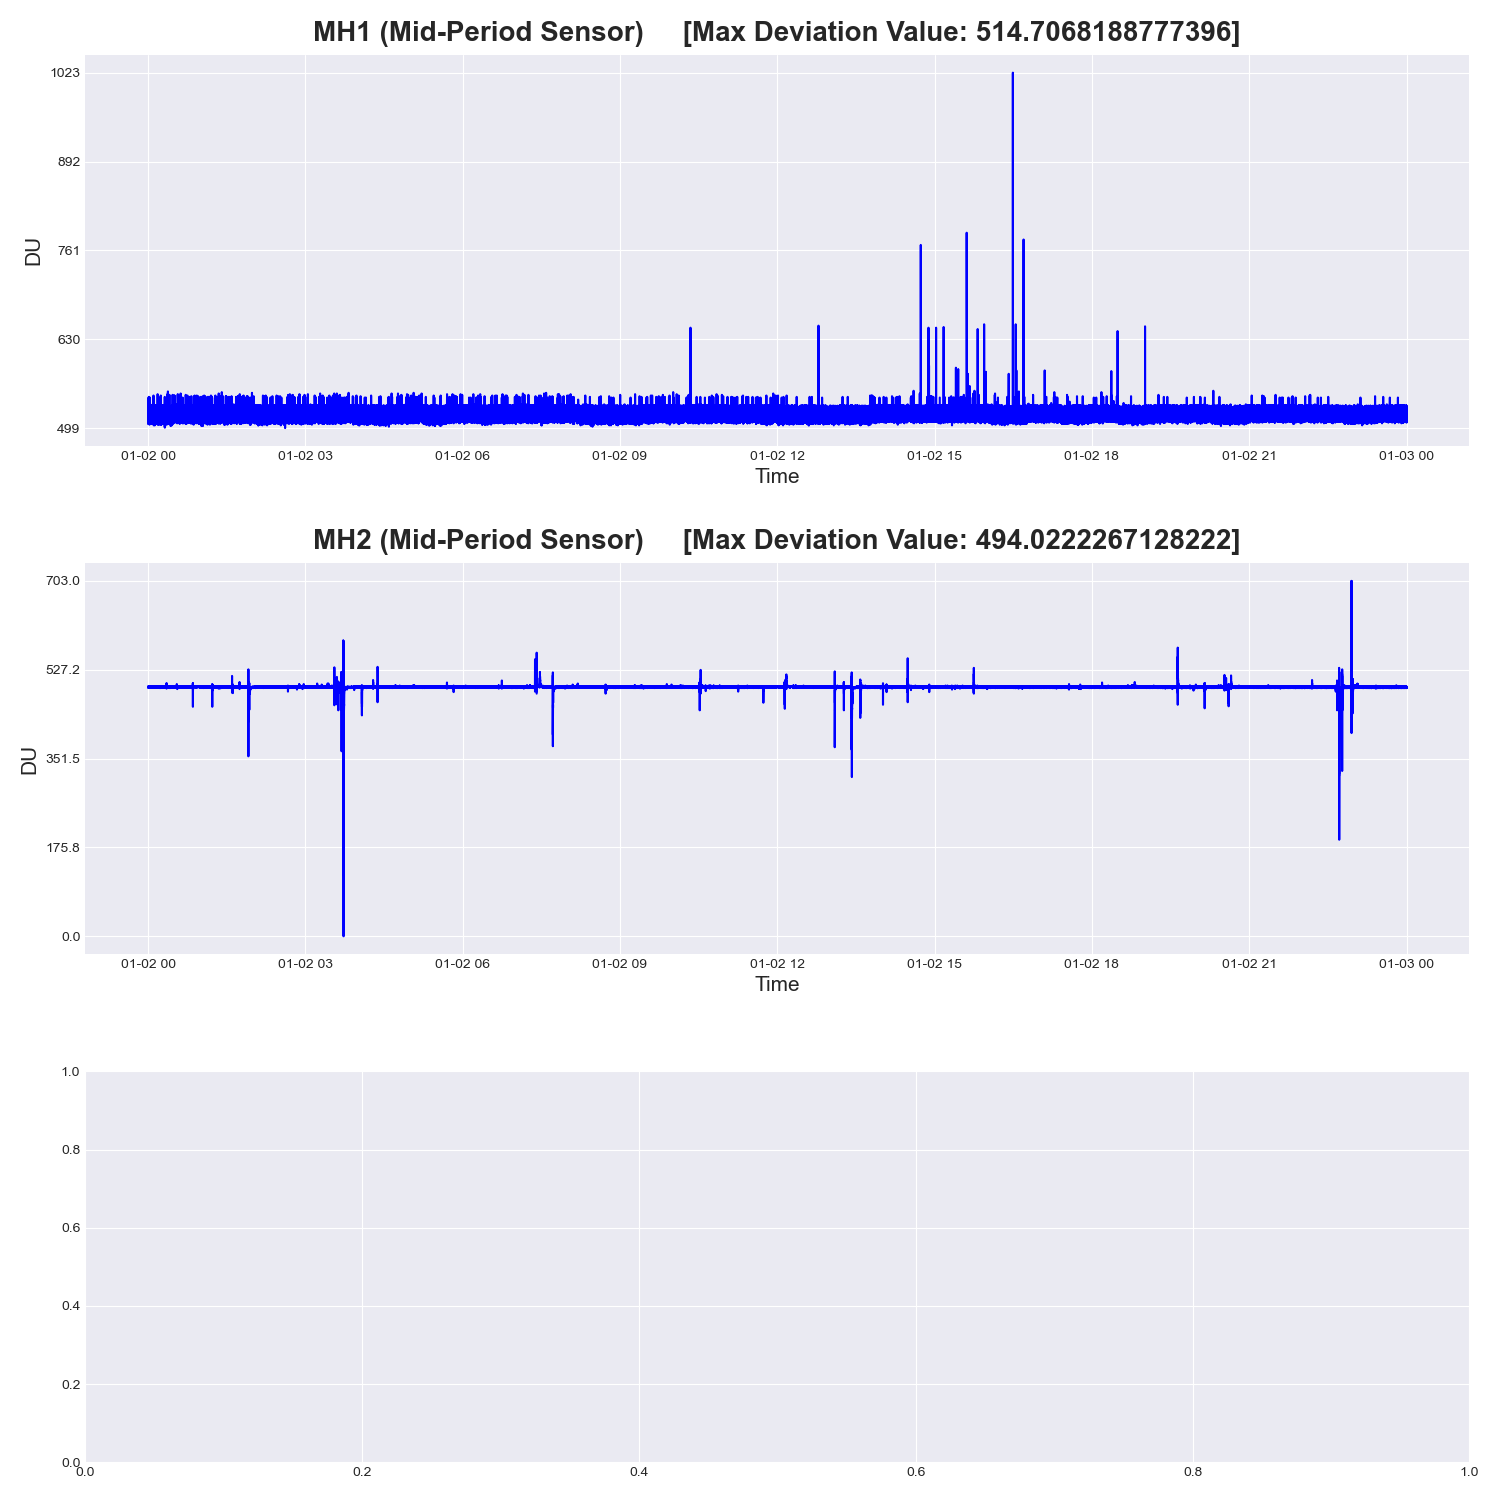 MH1 (Mid-Period Sensor) [Max Deviation Value: 514.7068188777396]
1023
892
761
630
499
DU
01-02 00 01-02 03 01-02 06 01-02 09 01-02 12 01-02 15 01-02 18 01-02 21 01-03 00
Time
MH2 (Mid-Period Sensor) [Max Deviation Value: 494.0222267128222]
703.0
527.2
351.5
175.8
0.0
DU
01-02 00 01-02 03 01-02 06 01-02 09 01-02 12 01-02 15 01-02 18 01-02 21 01-03 00
Time
1.0
0.8
0.6
0.4
0.2
0.0
0.0 0.2 0.4 0.6 0.8 1.0